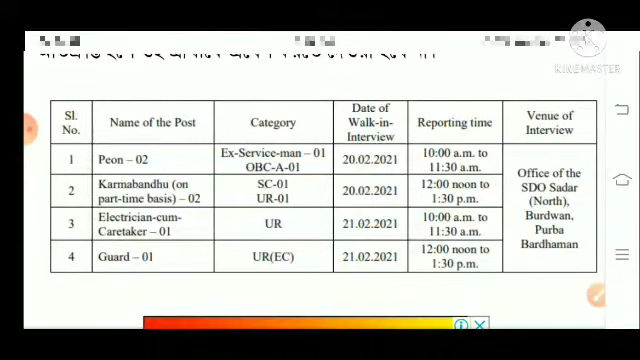 KINEMASTER
Sl. No.
Name of the Post
Category
Date of Walk-in-Interview
Reporting time
Venue of Interview
1
Peon – 02
Ex-Service-man – 01
OBC-A-01
20.02.2021
10:00 a.m. to
11:30 a.m.
Office of the
SDO Sadar
(North),
Burdwan,
Purba
Bardhaman
2
Karmabandhu (on
part-time basis) – 02
SC-01
UR-01
20.02.2021
12:00 noon to
1:30 p.m.
3
Electrician-cum-
Caretaker – 01
UR
21.02.2021
10:00 a.m. to
11:30 a.m.
4
Guard – 01
UR(EC)
21.02.2021
12:00 noon to
1:30 p.m.